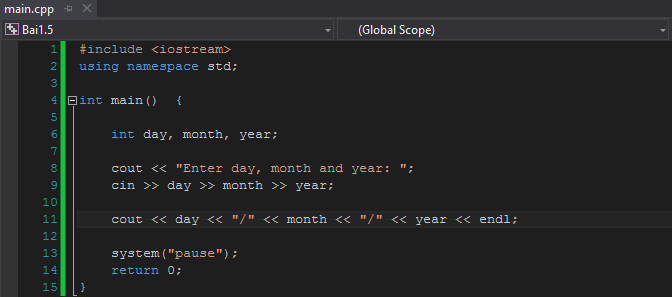 main.cpp
Bai1.5 (Global Scope)
1 #include <iostream>
2 using namespace std;
3
4 int main()  {
5
6     int day, month, year;
7
8     cout << "Enter day, month and year: ";
9     cin >> day >> month >> year;
10
11     cout << day << "/" << month << "/" << year << endl;
12
13     system("pause");
14     return 0;
15 }